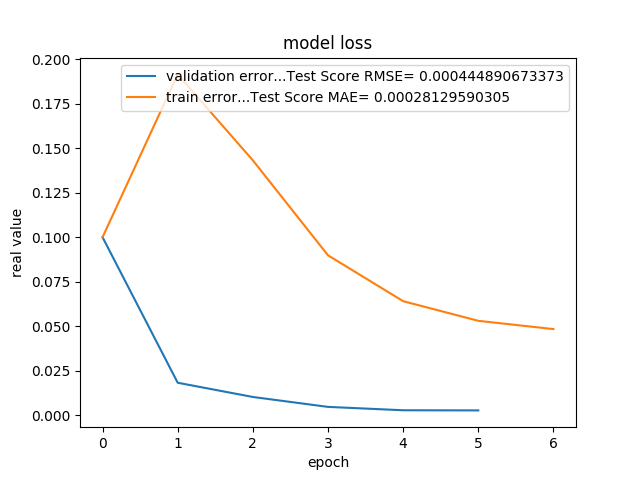 model loss
validation error...Test Score RMSE= 0.000444890673373
train error...Test Score MAE= 0.00028129590305
real value
0.200
0.175
0.150
0.125
0.100
0.075
0.050
0.025
0.000
0 1 2 3 4 5 6
epoch